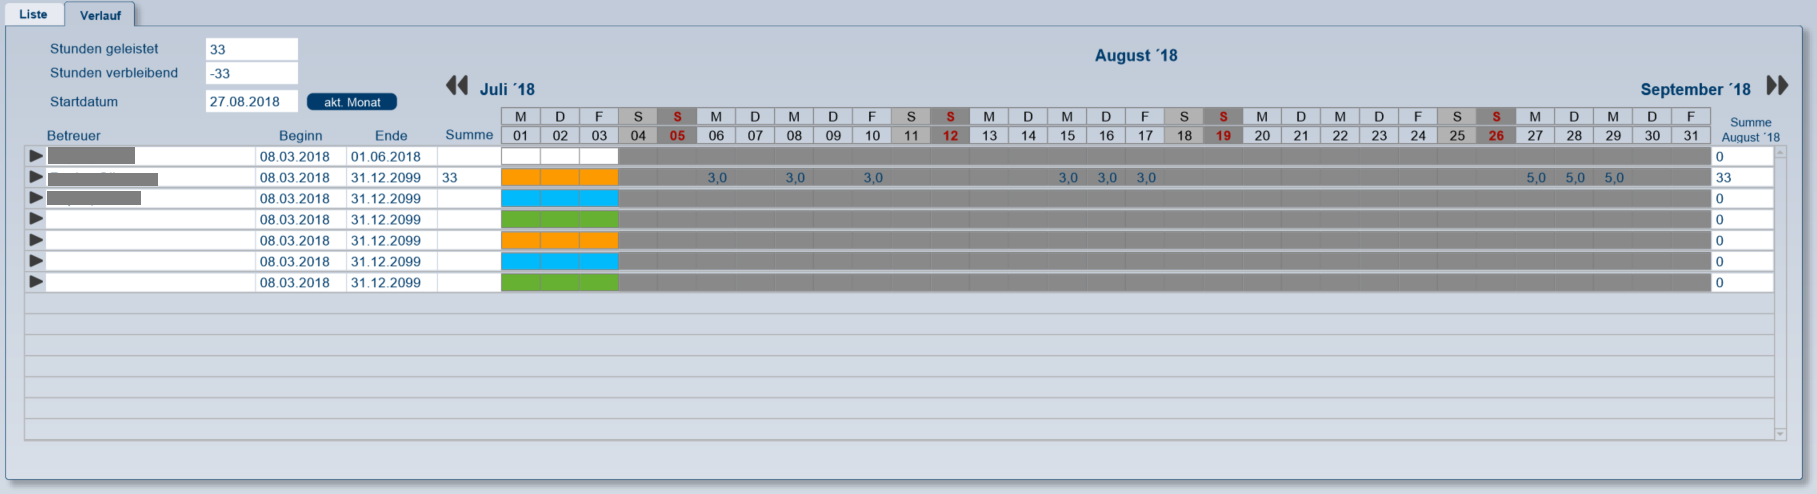 Liste Verlauf
Stunden geleistet 33
August ´18
Stunden verbleibend -33
Juli ´18 September ´18
Startdatum 27.08.2018 akt. Monat
M D F S S M D M D F S S M D M D F S S M D M D F S S M D M D F Summe
Betreuer Beginn Ende Summe 01 02 03 04 05 06 07 08 09 10 11 12 13 14 15 16 17 18 19 20 21 22 23 24 25 26 27 28 29 30 31 August ´18
08.03.2018 01.06.2018 0
08.03.2018 31.12.2099 33 3,0 3,0 3,0 3,0 3,0 3,0 5,0 5,0 5,0 33
08.03.2018 31.12.2099 0
08.03.2018 31.12.2099 0
08.03.2018 31.12.2099 0
08.03.2018 31.12.2099 0
08.03.2018 31.12.2099 0